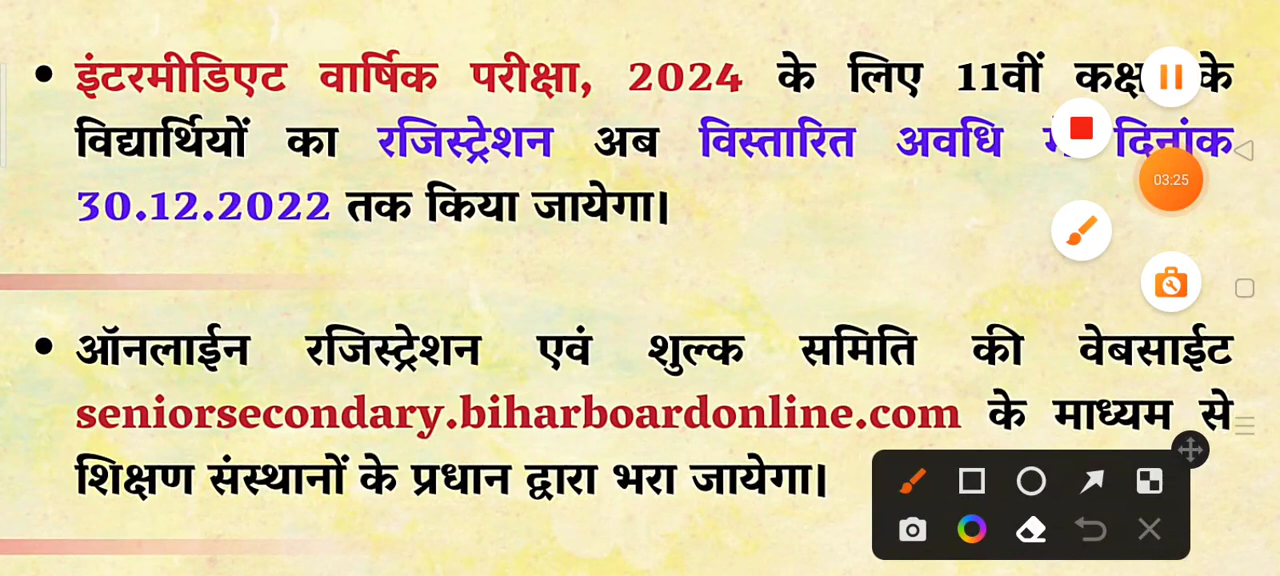 • इंटरमीडिएट वार्षिक परीक्षा, 2024 के लिए 11वीं कक्षा के
विद्यार्थियों का रजिस्ट्रेशन अब विस्तारित अवधि में दिनांक
30.12.2022 तक किया जायेगा।
03:25
• ऑनलाईन रजिस्ट्रेशन एवं शुल्क समिति की वेबसाईट
seniorsecondary.biharboardonline.com के माध्यम से
शिक्षण संस्थानों के प्रधान द्वारा भरा जायेगा।